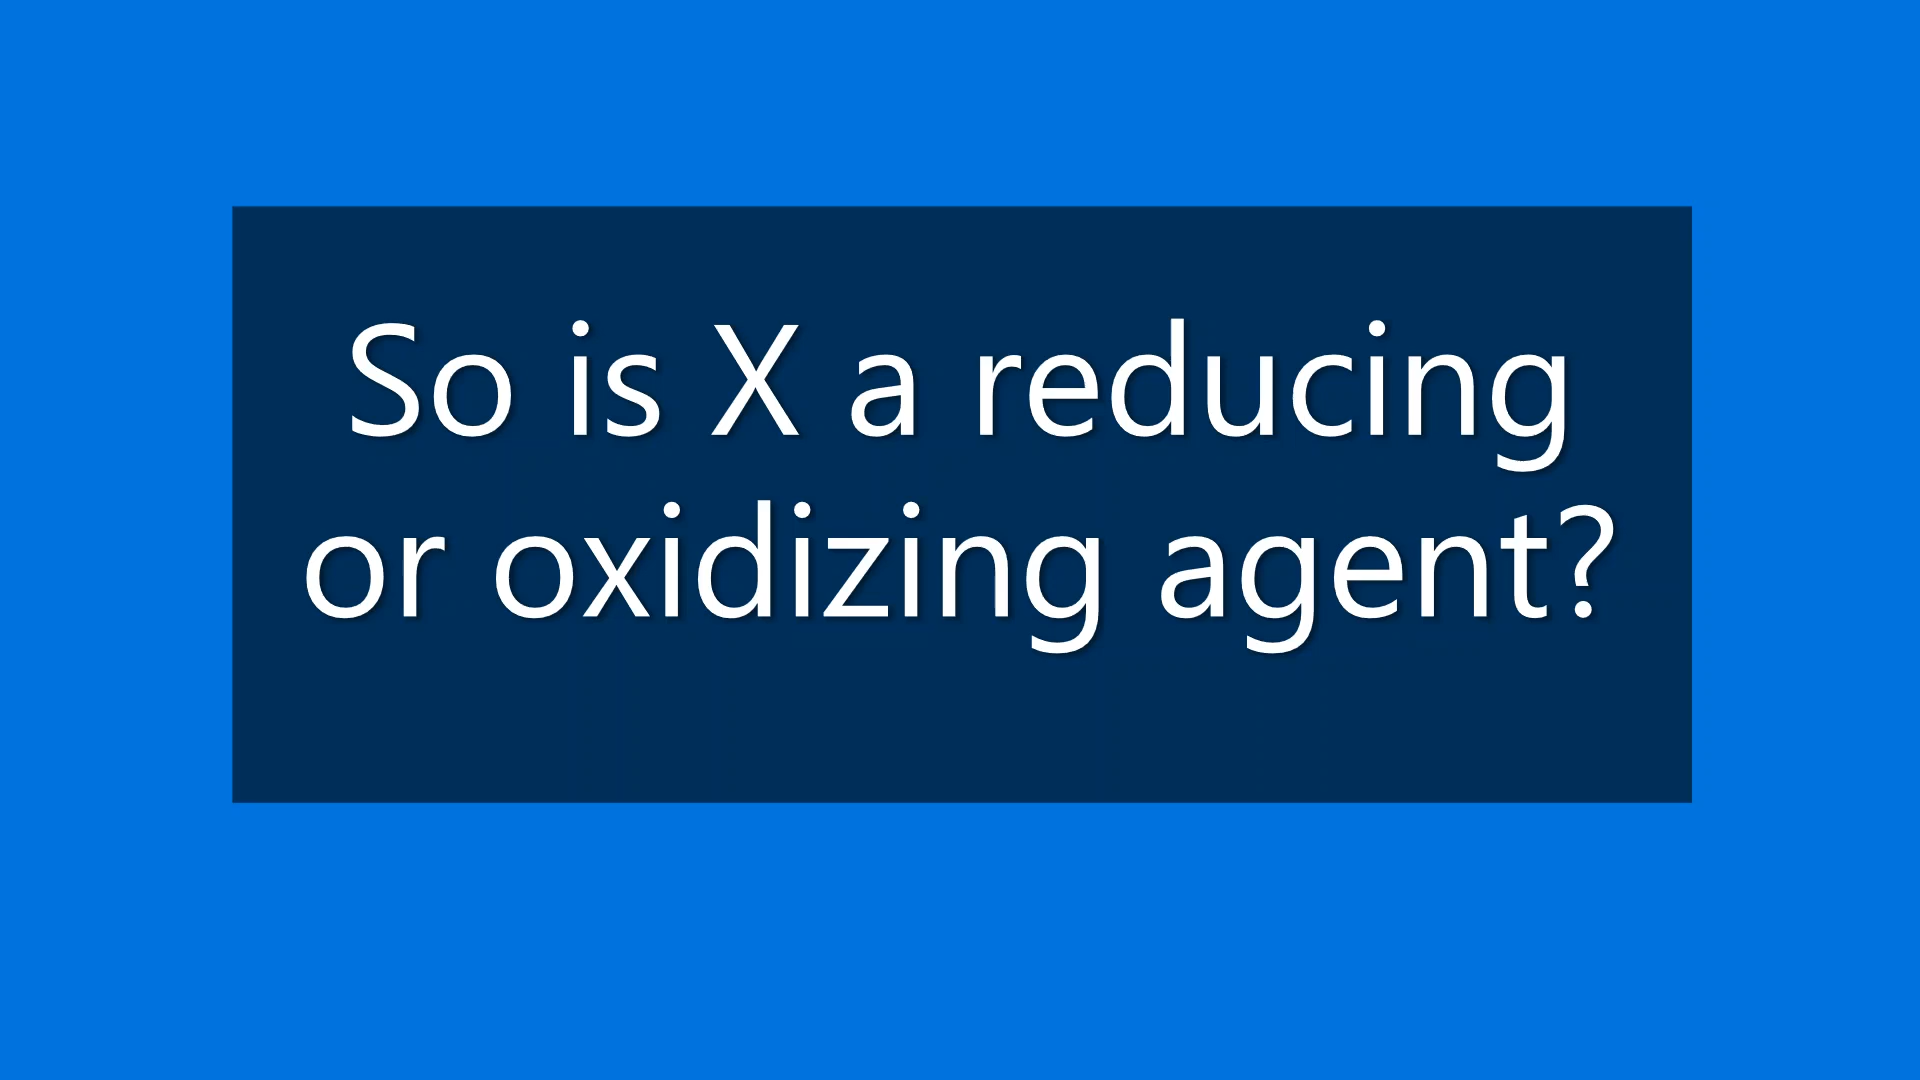 So is X a reducing
or oxidizing agent?